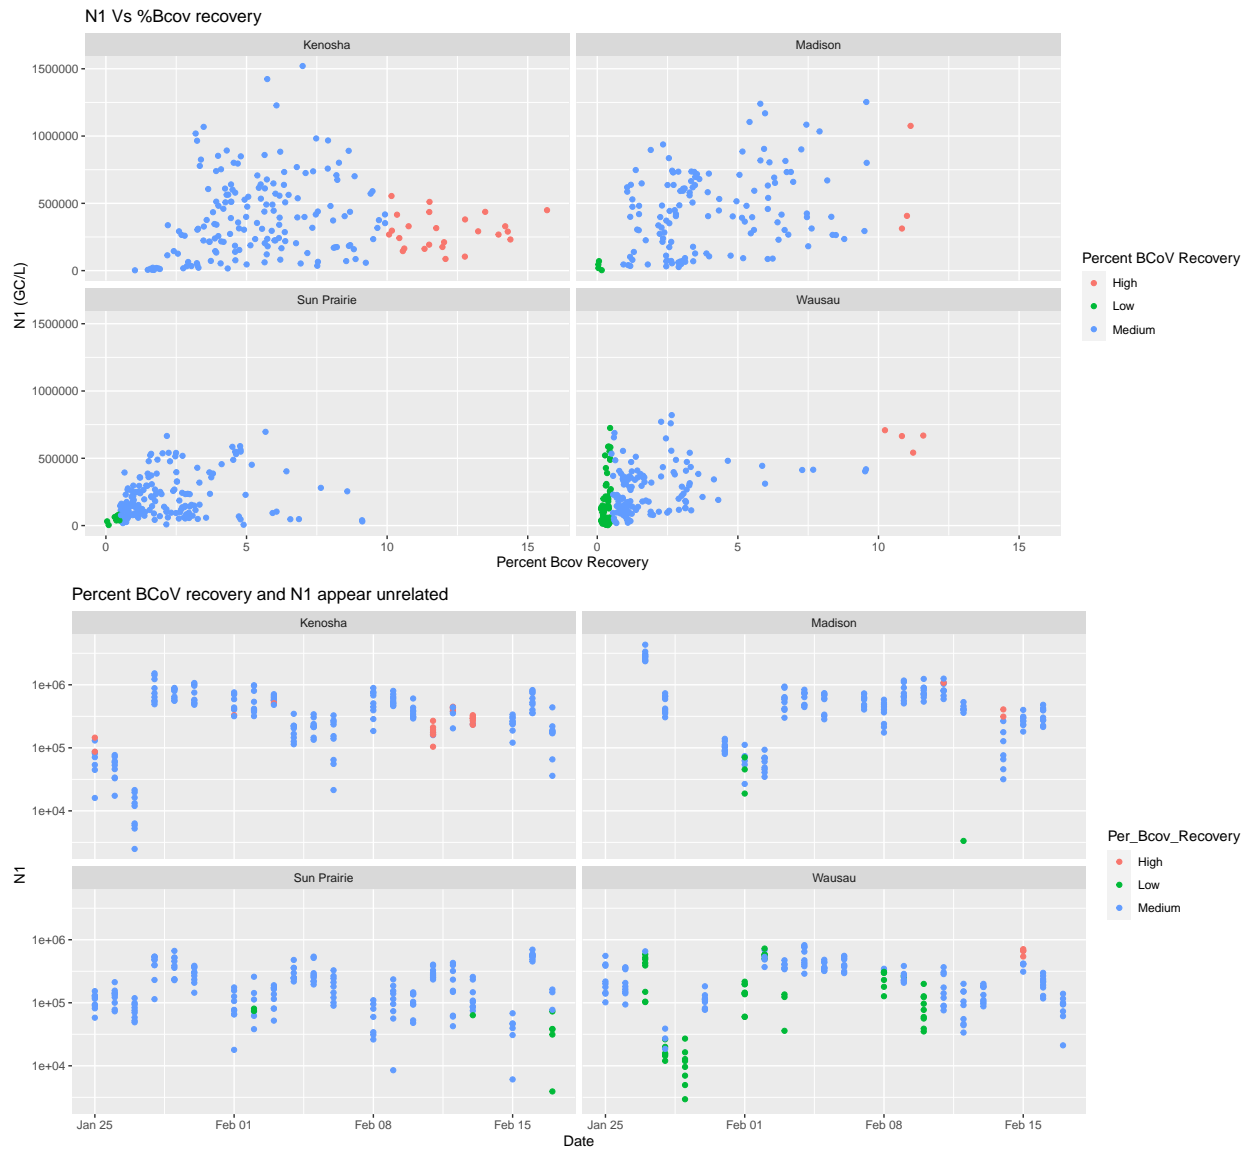 N1 Vs %Bcov recovery
Kenosha
Madison
1500000
1000000
500000
0
Sun Prairie
Wausau
1500000
1000000
500000
0
0
5
10
15
0
5
10
15
N1 (GC/L)
Percent Bcov Recovery
Percent BCoV Recovery
High
Low
Medium
Percent BCoV recovery and N1 appear unrelated
Kenosha
Madison
1e+06
1e+05
1e+04
Sun Prairie
Wausau
1e+06
1e+05
1e+04
Jan 25
Feb 01
Feb 08
Feb 15
Jan 25
Feb 01
Feb 08
Feb 15
N1
Date
Per_Bcov_Recovery
High
Low
Medium